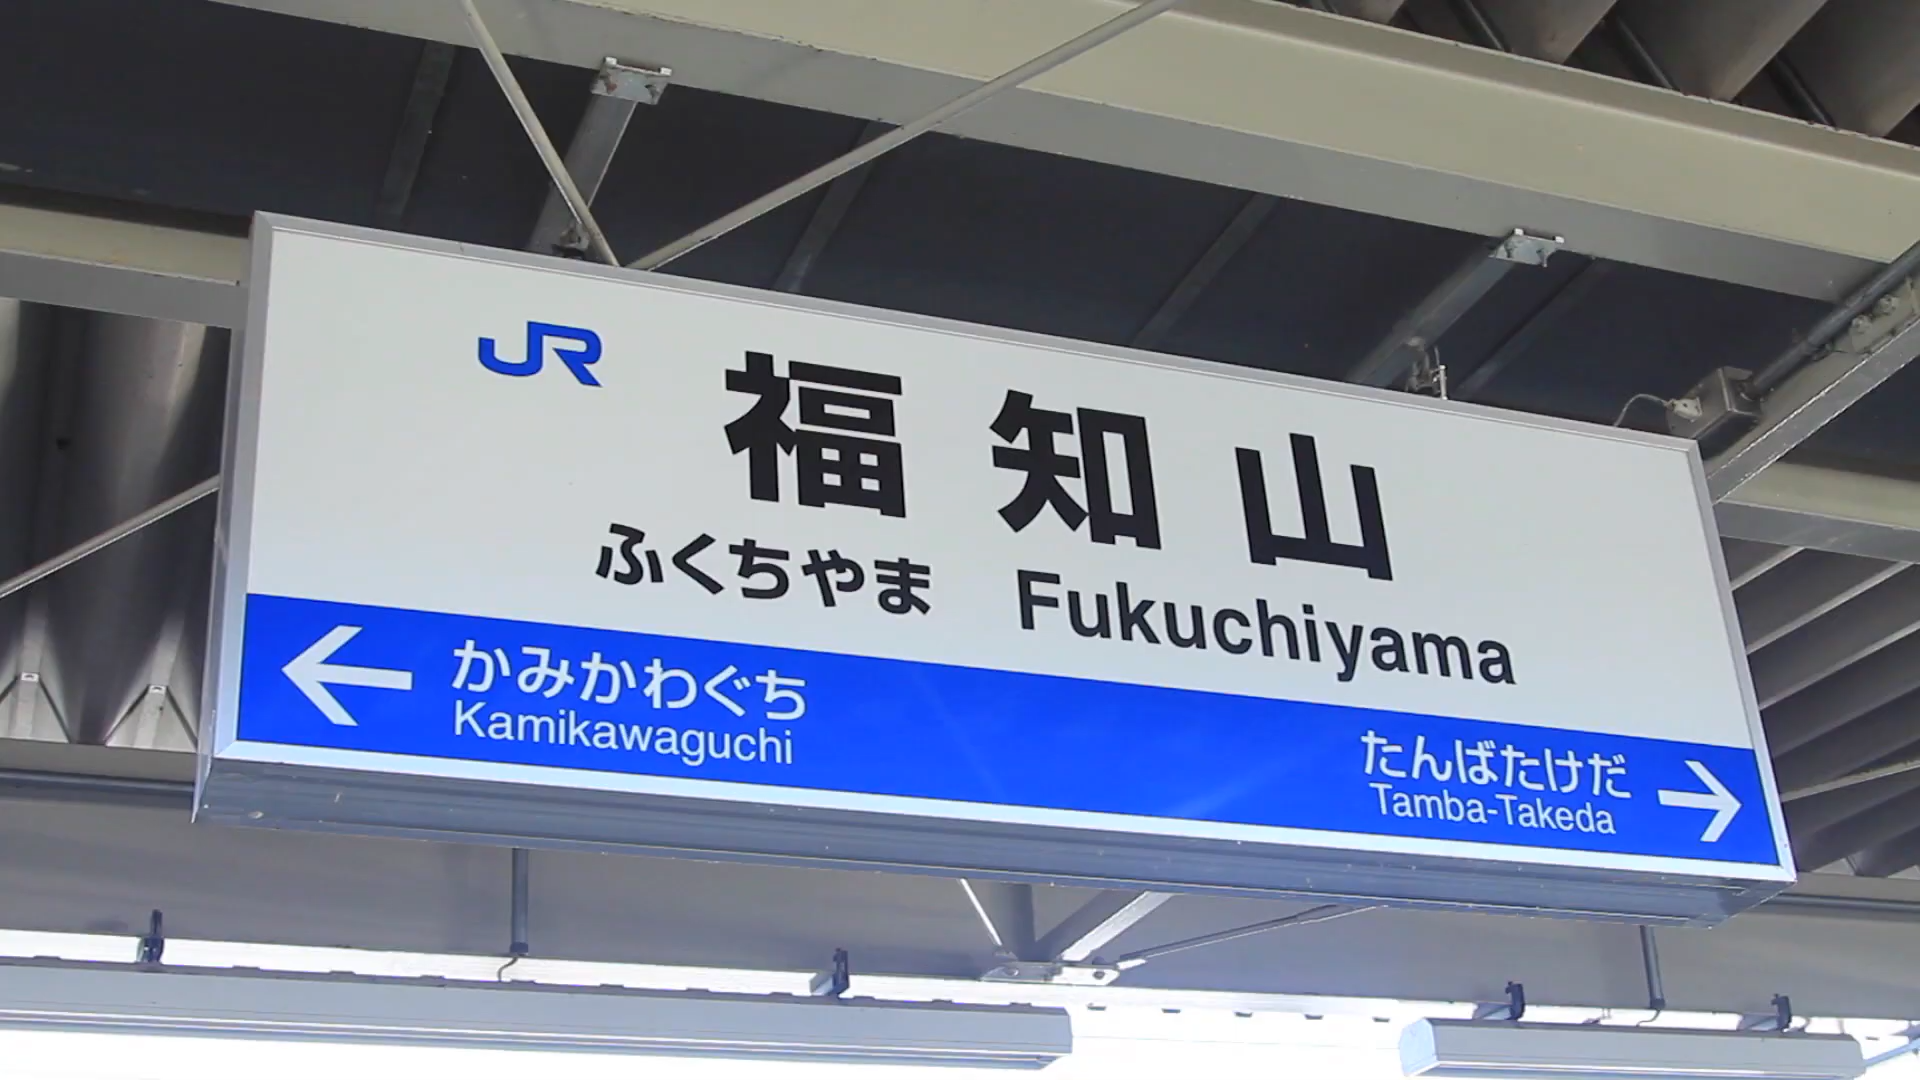 JR
福知山
ふくちやま Fukuchiyama
← かみかわぐち
Kamikawaguchi
たんばたけだ →
Tamba-Takeda